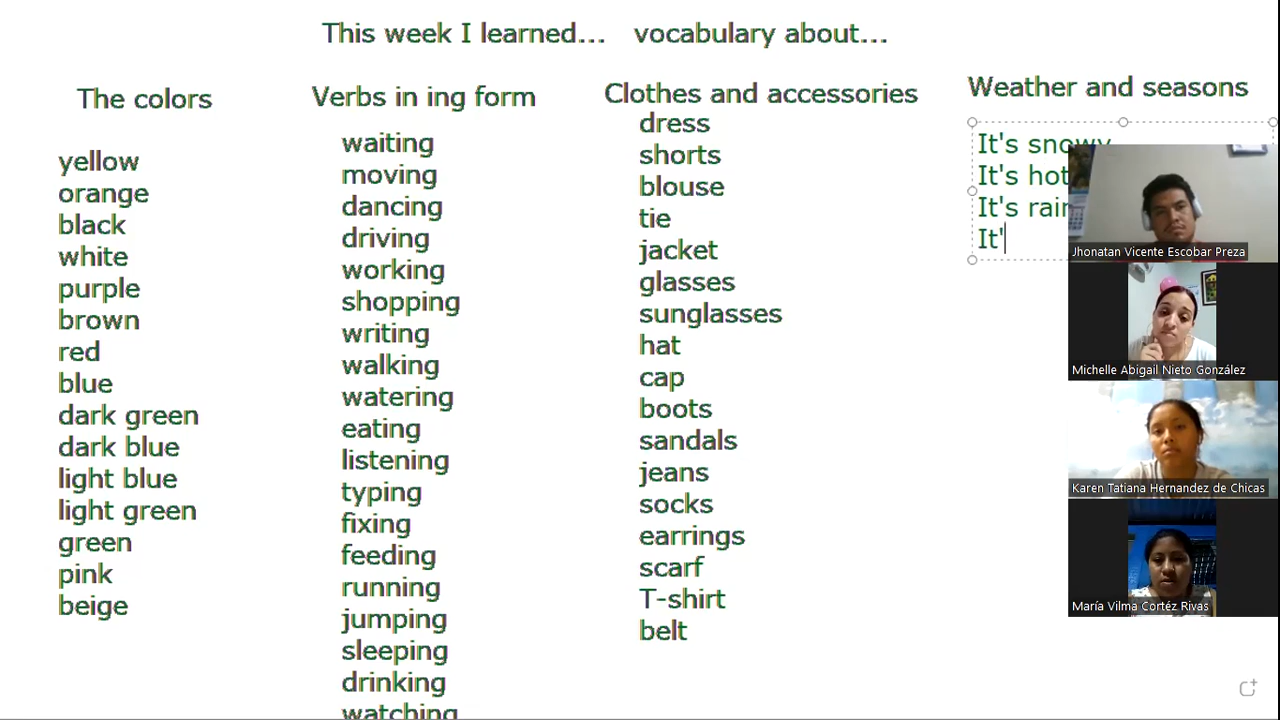 This week I learned... vocabulary about...
The colors
yellow
orange
black
white
purple
brown
red
blue
dark green
dark blue
light blue
light green
green
pink
beige
Verbs in ing form
waiting
moving
dancing
driving
working
shopping
writing
walking
watering
eating
listening
typing
fixing
feeding
running
jumping
sleeping
drinking
watching
Clothes and accessories
dress
shorts
blouse
tie
jacket
glasses
sunglasses
hat
cap
boots
sandals
jeans
socks
earrings
scarf
T-shirt
belt
Weather and seasons
It's snowy
It's hot
It's
It'
Jhonatan Vicente Escobar Preza
Michelle Abigail Nieto González
Karen Tatiana Hernandez de Chicas
María Vilma Cortéz Rivas